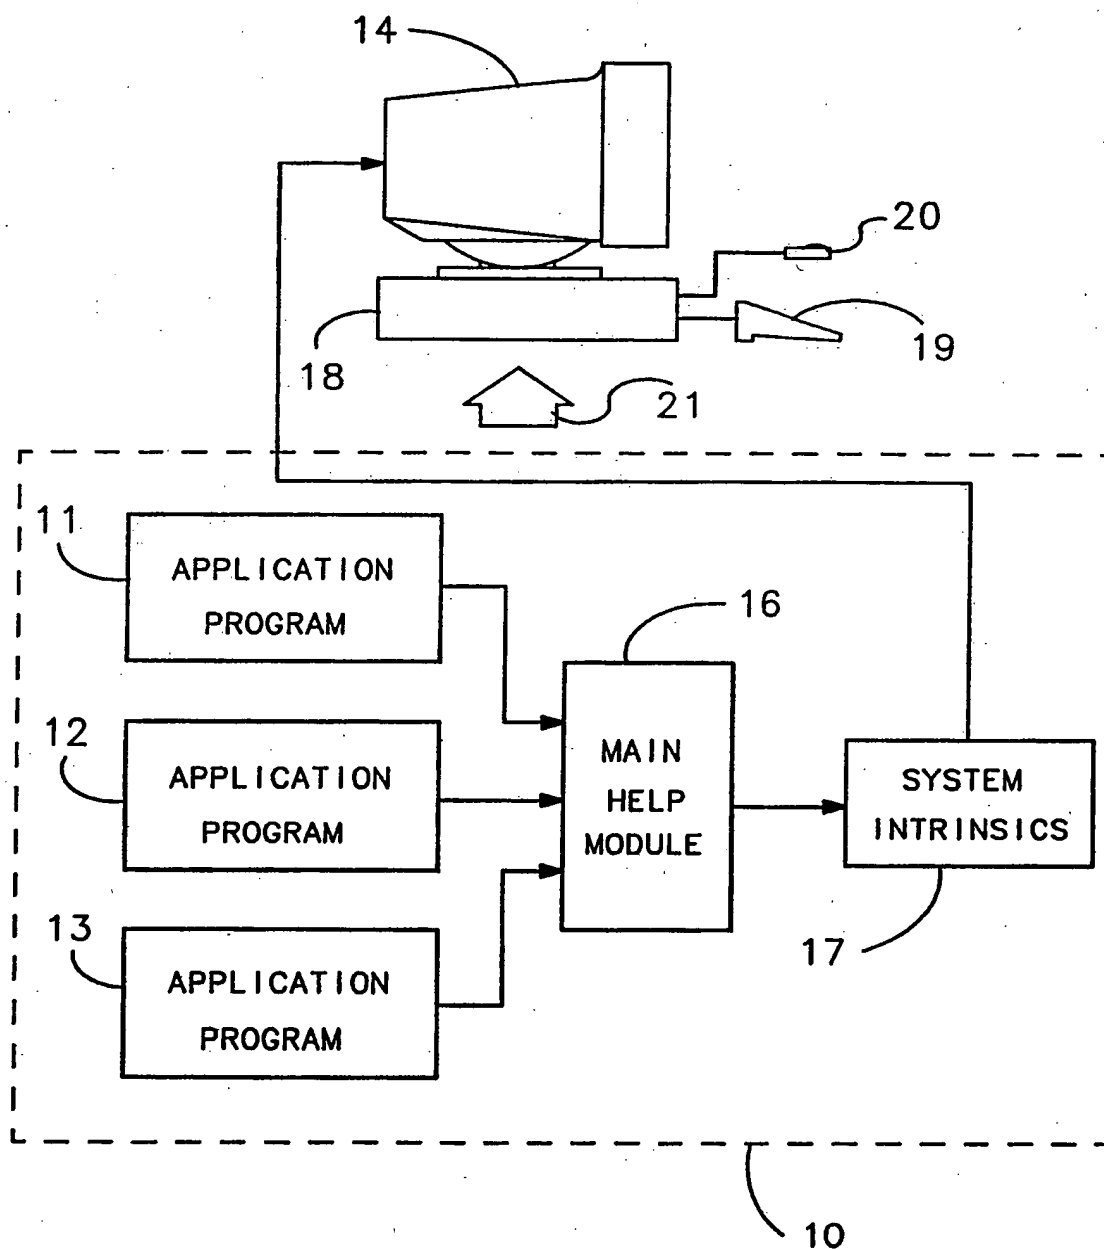 14
20
18
19
21
11
APPLICATION
PROGRAM
16
12
APPLICATION
PROGRAM
MAIN
HELP
MODULE
SYSTEM
INTRINSICS
13
APPLICATION
PROGRAM
17
10